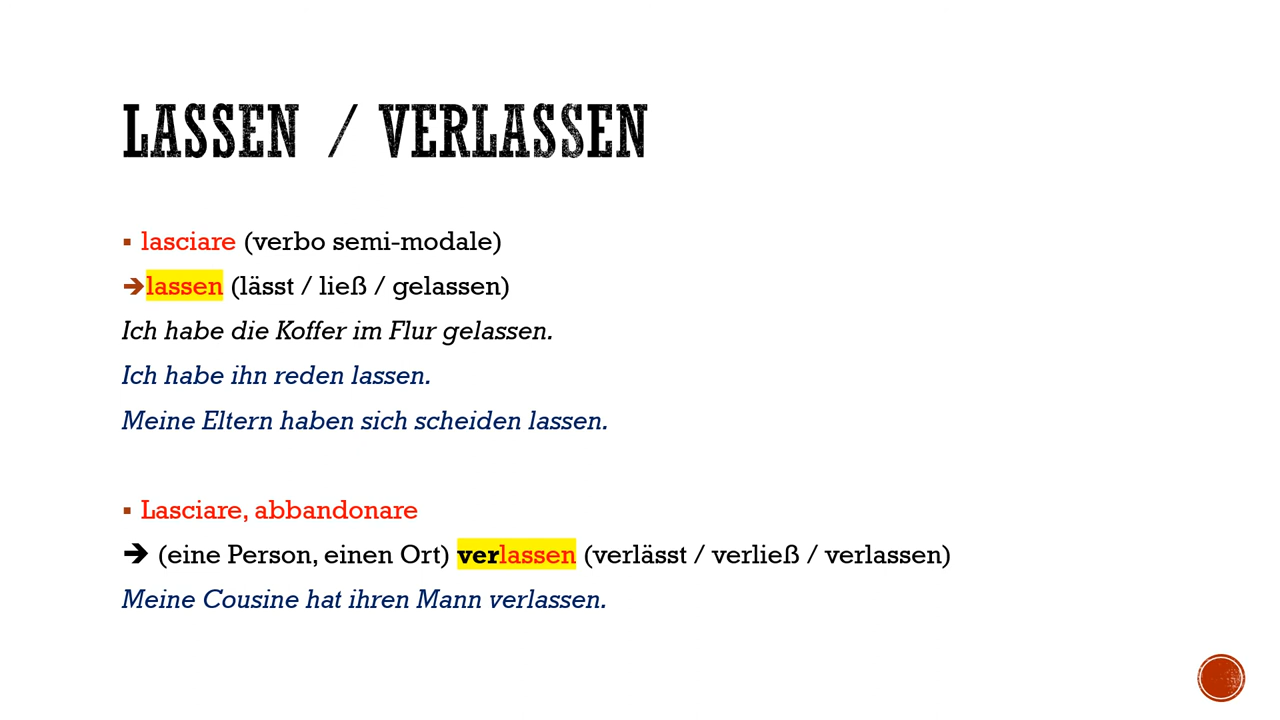 LASSEN / VERLASSEN
▪ lasciare (verbo semi-modale)
➔lassen (lässt / ließ / gelassen)
Ich habe die Koffer im Flur gelassen.
Ich habe ihn reden lassen.
Meine Eltern haben sich scheiden lassen.
▪ Lasciare, abbandonare
➔ (eine Person, einen Ort) verlassen (verlässt / verließ / verlassen)
Meine Cousine hat ihren Mann verlassen.